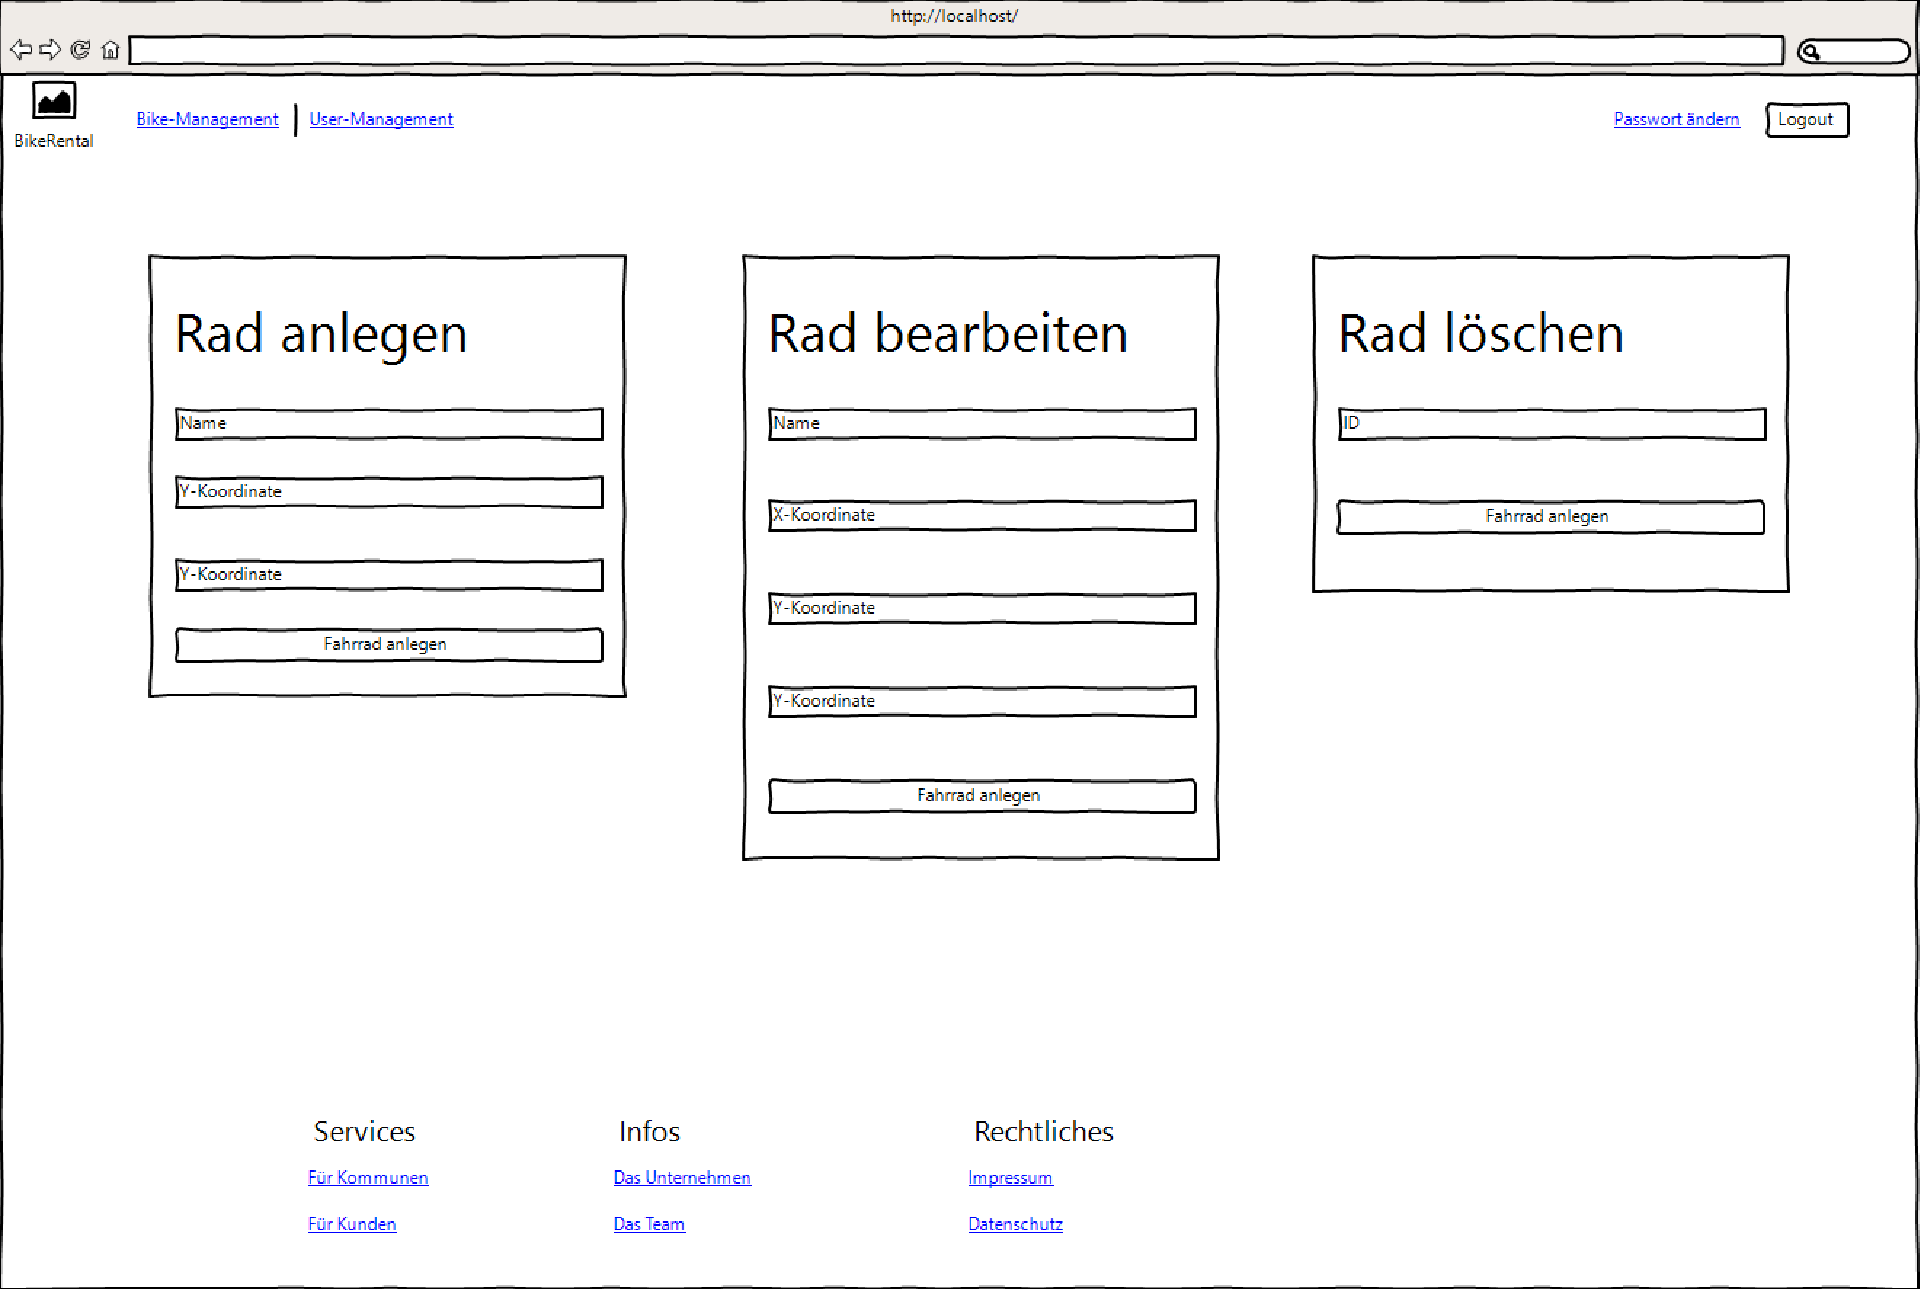 http://localhost/
BikeRental
Bike-Management
User-Management
Passwort ändern
Logout
Rad anlegen
Name
Y-Koordinate
Y-Koordinate
Fahrrad anlegen
Rad bearbeiten
Name
X-Koordinate
Y-Koordinate
Y-Koordinate
Fahrrad anlegen
Rad löschen
ID
Fahrrad anlegen
Services
Für Kommunen
Für Kunden
Infos
Das Unternehmen
Das Team
Rechtliches
Impressum
Datenschutz